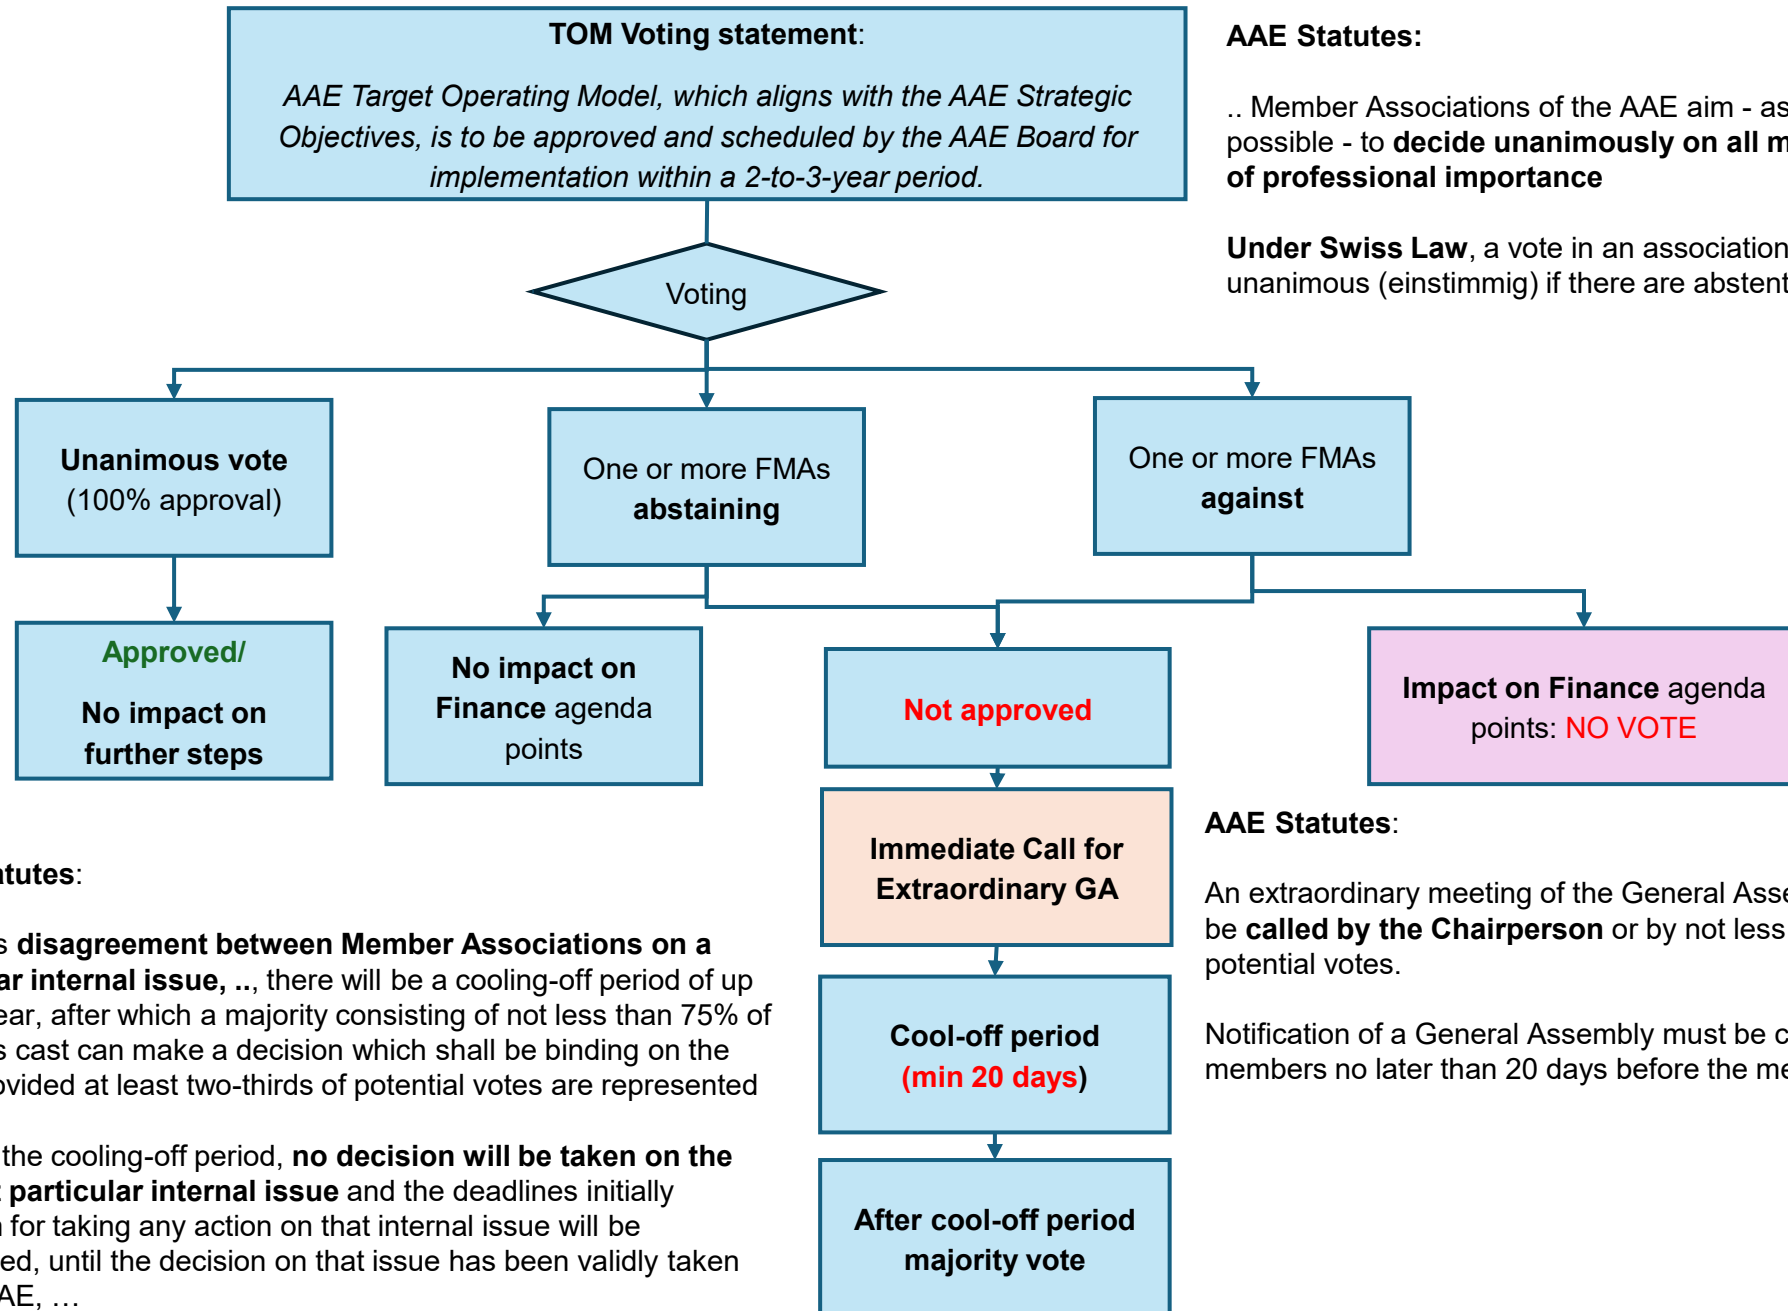 TOM Voting statement:
AAE Target Operating Model, which aligns with the AAE Strategic
Objectives, is to be approved and scheduled by the AAE Board for
implementation within a 2-to-3-year period.
AAE Statutes:
.. Member Associations of the AAE aim - as
possible - to decide unanimously on all m
of professional importance
Under Swiss Law, a vote in an association
unanimous (einstimmig) if there are abstent
Voting
Unanimous vote
(100% approval)
One or more FMAs
abstaining
One or more FMAs
against
Approved/
No impact on
further steps
No impact on
Finance agenda
points
Not approved
Impact on Finance agenda
points: NO VOTE
Immediate Call for
Extraordinary GA
Cool-off period
(min 20 days)
After cool-off period
majority vote
atutes:
s disagreement between Member Associations on a
ar internal issue, .., there will be a cooling-off period of up
ear, after which a majority consisting of not less than 75% of
s cast can make a decision which shall be binding on the
ovided at least two-thirds of potential votes are represented
the cooling-off period, no decision will be taken on the
t particular internal issue and the deadlines initially
for taking any action on that internal issue will be
ed, until the decision on that issue has been validly taken
AE, …
AAE Statutes:
An extraordinary meeting of the General Asse
be called by the Chairperson or by not less
potential votes.
Notification of a General Assembly must be c
members no later than 20 days before the me